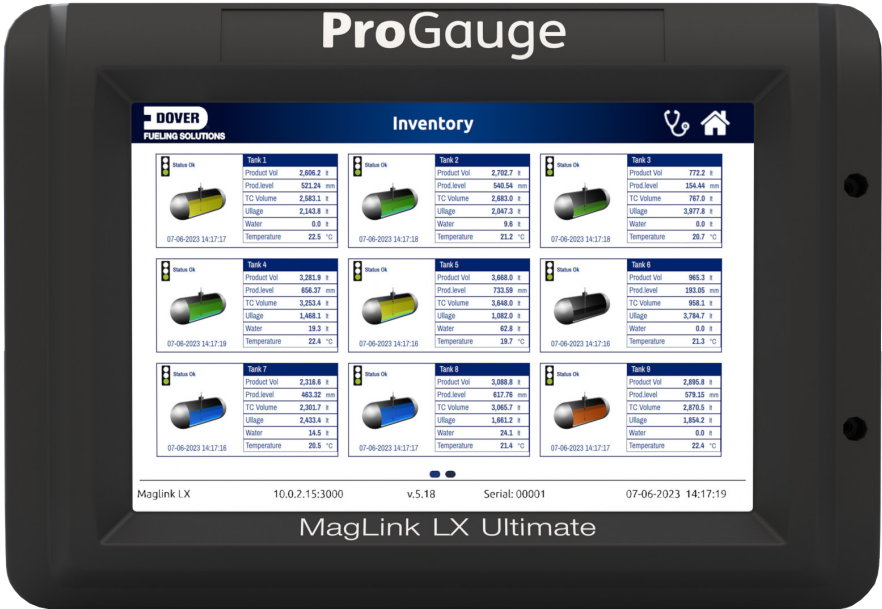 ProGauge
DOVER
FUELING SOLUTIONS
Inventory
Status Ok
Tank 1
Product Vol 2,606.2 lt
Prod.level 521.24 mm
TC Volume 2,583.1 lt
Ullage 2,143.8 lt
Water 0.0 lt
Temperature 22.5 °C
07-06-2023 14:17:17
Status Ok
Tank 2
Product Vol 2,702.7 lt
Prod.level 540.54 mm
TC Volume 2,683.0 lt
Ullage 2,047.3 lt
Water 9.6 lt
Temperature 21.2 °C
07-06-2023 14:17:18
Status Ok
Tank 3
Product Vol 772.2 lt
Prod.level 154.44 mm
TC Volume 767.0 lt
Ullage 3,977.8 lt
Water 0.0 lt
Temperature 20.7 °C
07-06-2023 14:17:18
Status Ok
Tank 4
Product Vol 3,281.9 lt
Prod.level 656.37 mm
TC Volume 3,253.4 lt
Ullage 1,468.1 lt
Water 19.3 lt
Temperature 22.4 °C
07-06-2023 14:17:19
Status Ok
Tank 5
Product Vol 3,668.0 lt
Prod.level 733.59 mm
TC Volume 3,648.0 lt
Ullage 1,082.0 lt
Water 62.8 lt
Temperature 19.7 °C
07-06-2023 14:17:16
Status Ok
Tank 6
Product Vol 965.3 lt
Prod.level 193.05 mm
TC Volume 958.1 lt
Ullage 3,784.7 lt
Water 0.0 lt
Temperature 21.3 °C
07-06-2023 14:17:16
Status Ok
Tank 7
Product Vol 2,316.6 lt
Prod.level 463.32 mm
TC Volume 2,301.7 lt
Ullage 2,433.4 lt
Water 14.5 lt
Temperature 20.5 °C
07-06-2023 14:17:16
Status Ok
Tank 8
Product Vol 3,088.8 lt
Prod.level 617.76 mm
TC Volume 3,065.7 lt
Ullage 1,661.2 lt
Water 24.1 lt
Temperature 21.4 °C
07-06-2023 14:17:17
Status Ok
Tank 9
Product Vol 2,895.8 lt
Prod.level 579.15 mm
TC Volume 2,870.5 lt
Ullage 1,854.2 lt
Water 0.0 lt
Temperature 22.4 °C
07-06-2023 14:17:17
Maglink LX 10.0.2.15:3000 v.5.18 Serial: 00001 07-06-2023 14:17:19
MagLink LX Ultimate